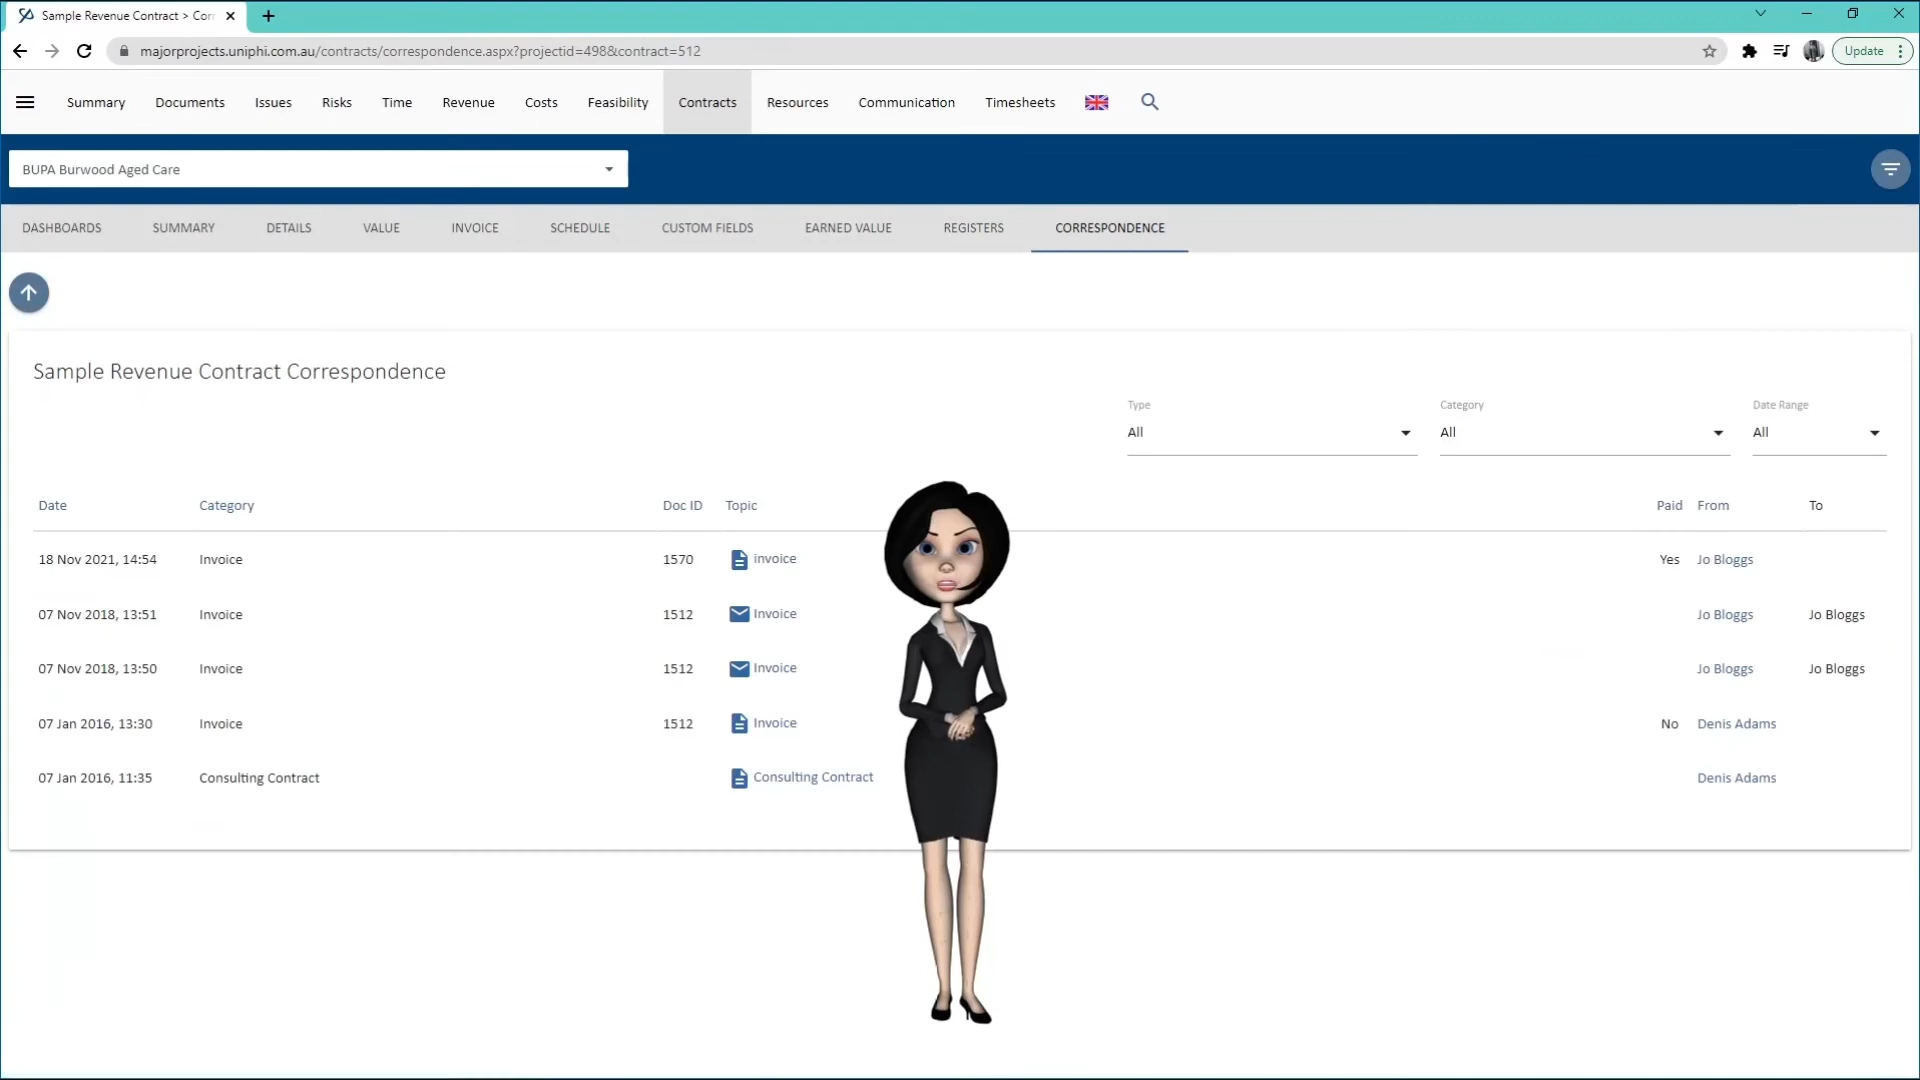 Sample Revenue Contract > Cor
majorprojects.uniphi.com.au/contracts/correspondence.aspx?projectid=498&contract=512
Update
Summary Documents Issues Risks Time Revenue Costs Feasibility Contracts Resources Communication Timesheets
BUPA Burwood Aged Care
DASHBOARDS SUMMARY DETAILS VALUE INVOICE SCHEDULE CUSTOM FIELDS EARNED VALUE REGISTERS CORRESPONDENCE
Sample Revenue Contract Correspondence
Type Category Date Range
All All All
Date Category Doc ID Topic Paid From To
18 Nov 2021, 14:54 Invoice 1570 invoice Yes Jo Bloggs
07 Nov 2018, 13:51 Invoice 1512 Invoice Jo Bloggs Jo Bloggs
07 Nov 2018, 13:50 Invoice 1512 Invoice Jo Bloggs Jo Bloggs
07 Jan 2016, 13:30 Invoice 1512 Invoice No Denis Adams
07 Jan 2016, 11:35 Consulting Contract Consulting Contract Denis Adams